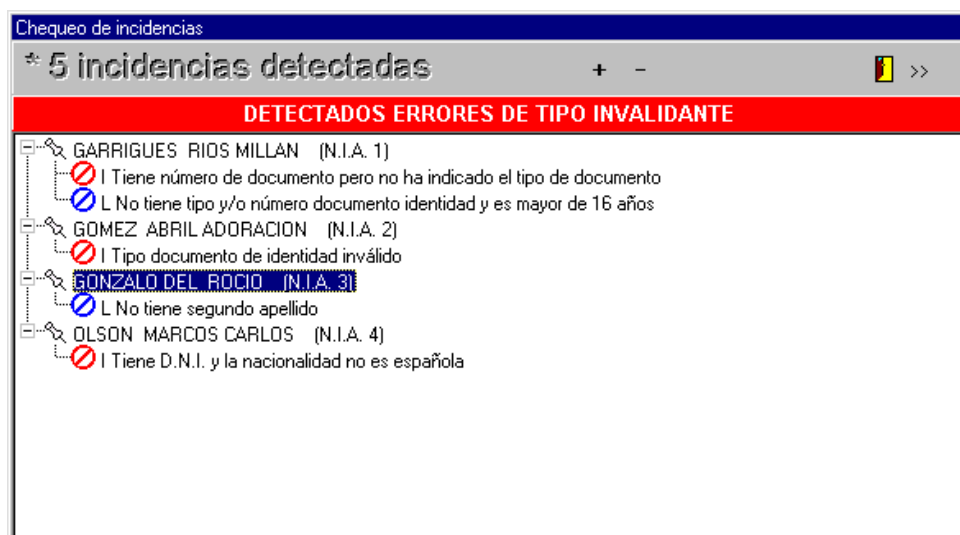 Chequeo de incidencias
* 5 incidencias detectadas + - >>
DETECTADOS ERRORES DE TIPO INVALIDANTE
GARRIGUES RIOS MILLAN (N.I.A. 1)
I Tiene número de documento pero no ha indicado el tipo de documento
L No tiene tipo y/o número documento identidad y es mayor de 16 años
GOMEZ ABRIL ADORACION (N.I.A. 2)
I Tipo documento de identidad inválido
GONZALO DEL ROCIO (N.I.A. 3)
L No tiene segundo apellido
OLSON MARCOS CARLOS (N.I.A. 4)
I Tiene D.N.I. y la nacionalidad no es española